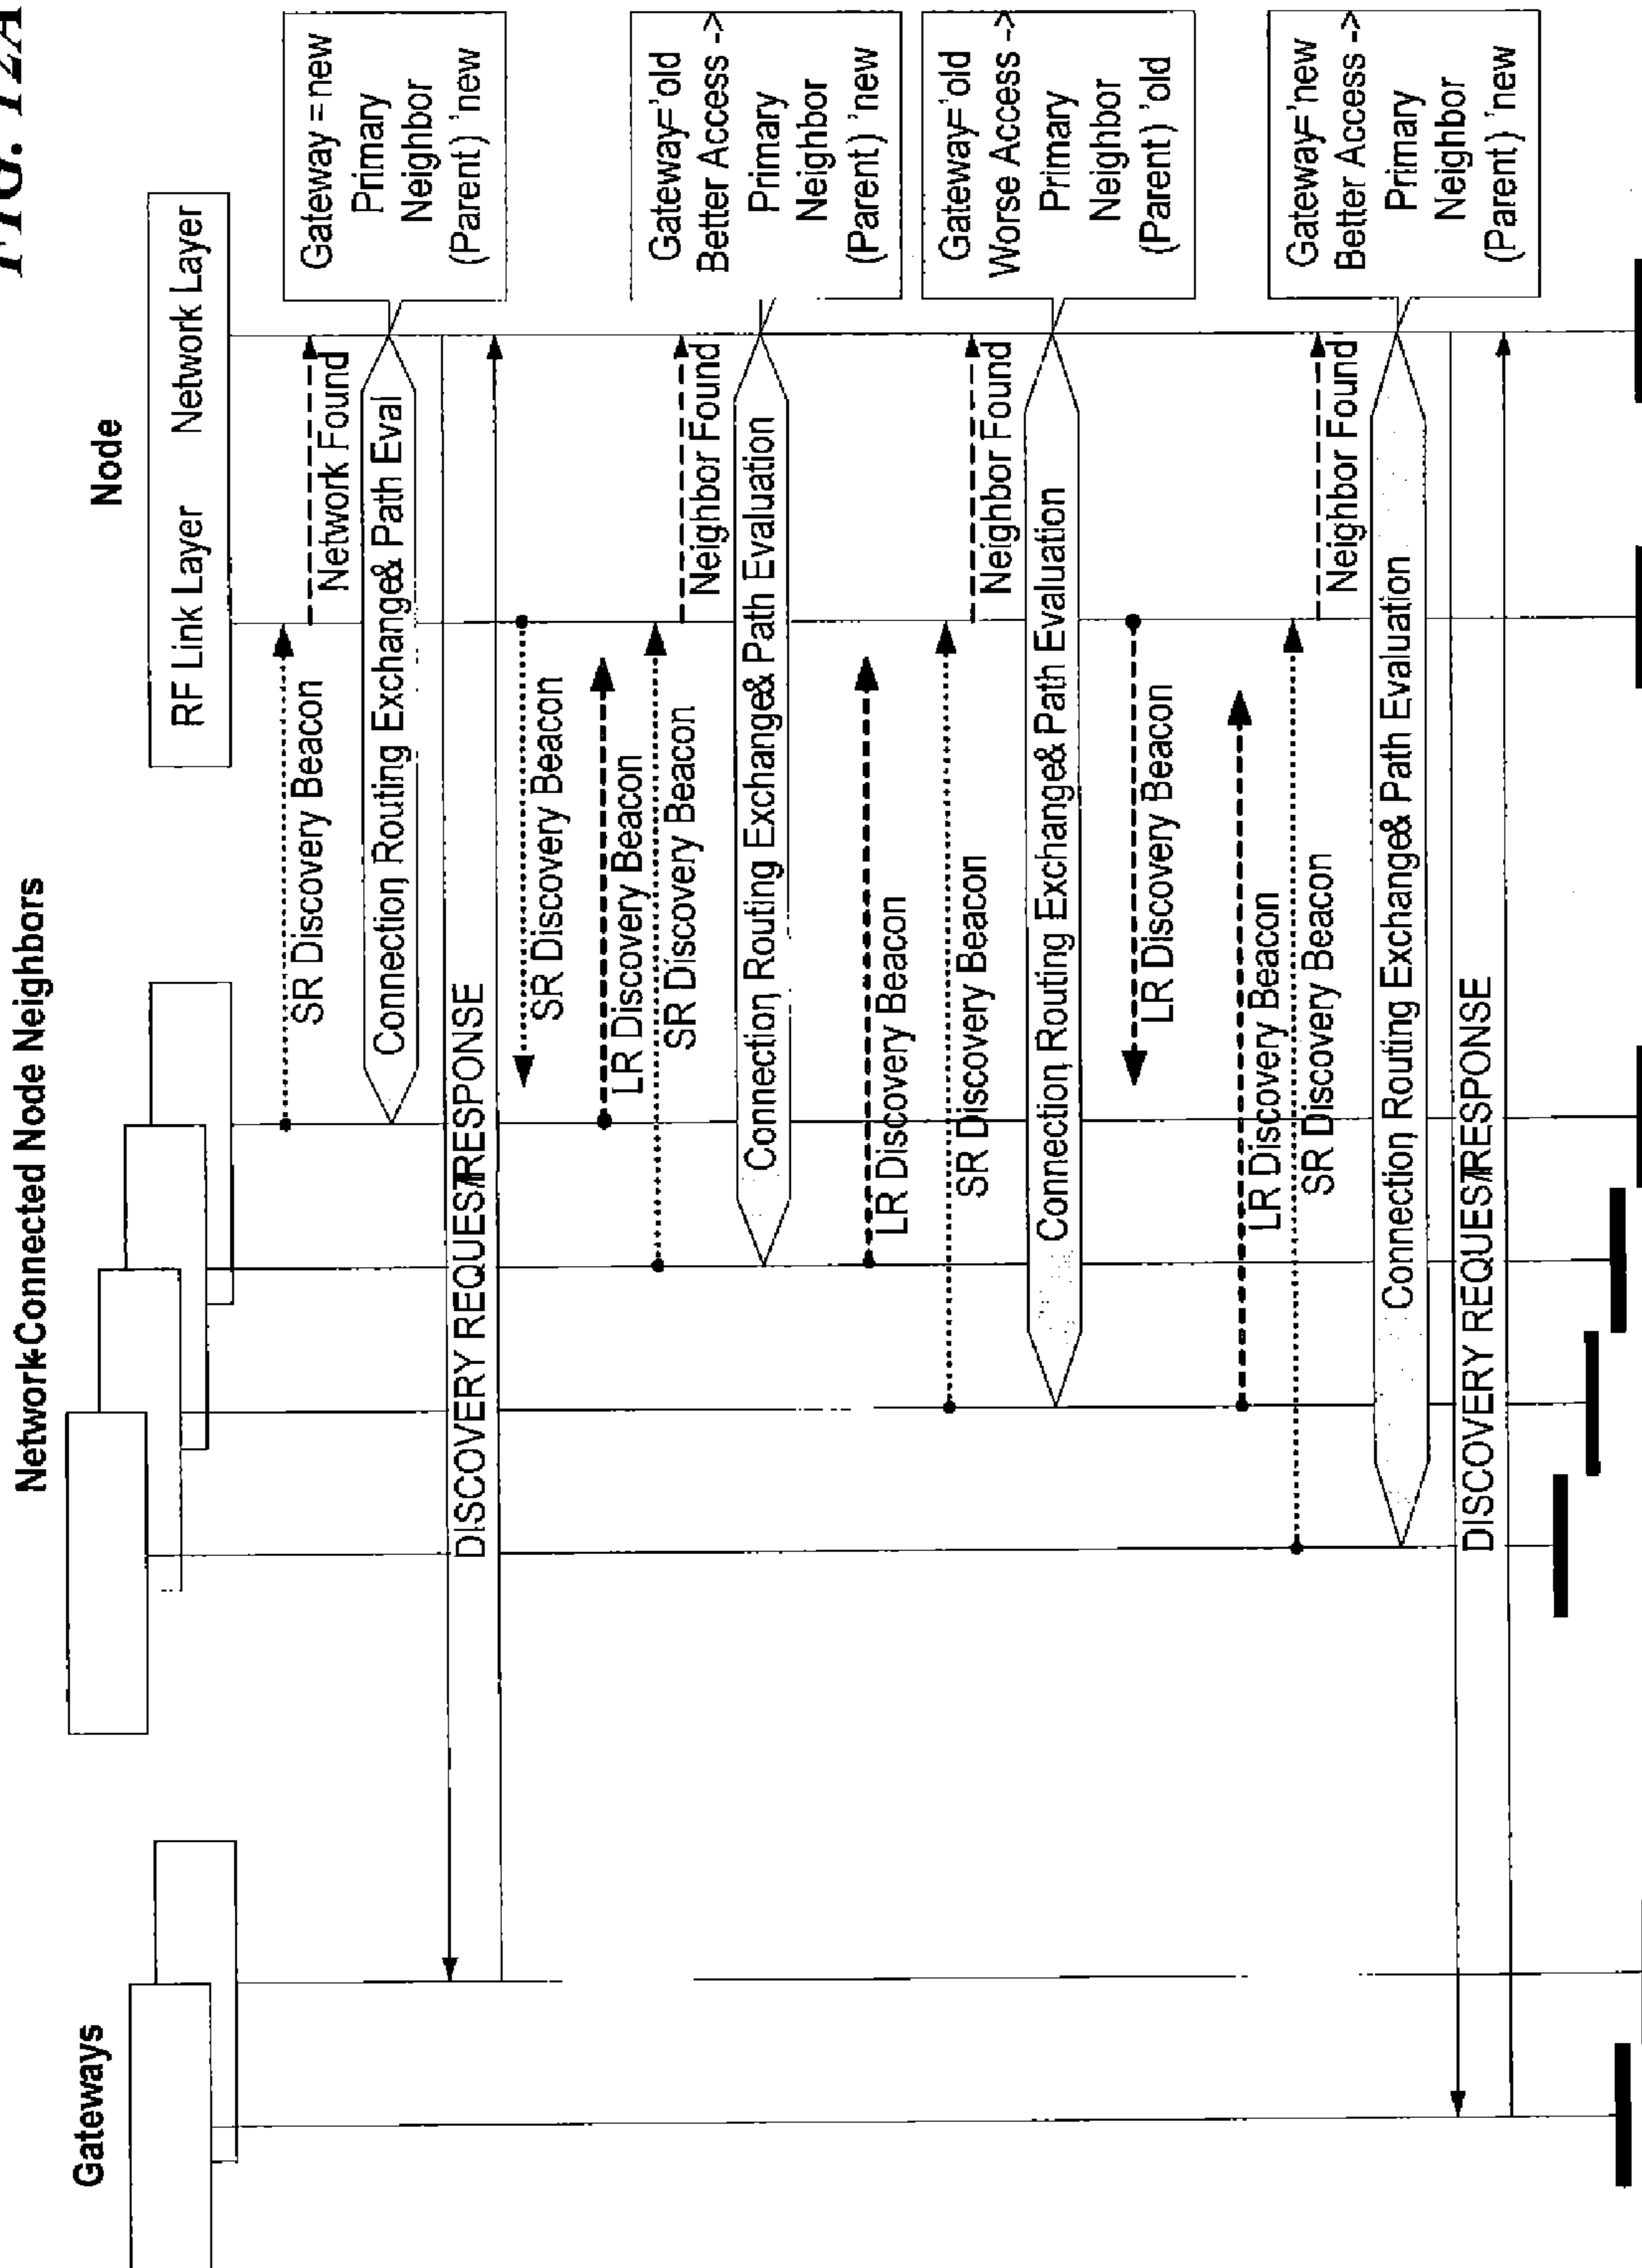 FIG. 12A
Gateways
Network-Connected Node Neighbors
Node
RF Link Layer
Network Layer
SR Discovery Beacon
Network Found
Gateway =new
Primary
Neighbor
(Parent) 'new
Connection, Routing Exchange& Path Eval
DISCOVERY REQUEST/RESPONSE
SR Discovery Beacon
LR Discovery Beacon
SR Discovery Beacon
Neighbor Found
Gateway='old
Better Access ->
Primary
Neighbor
(Parent) 'new
Connection, Routing Exchange& Path Evaluation
LR Discovery Beacon
SR Discovery Beacon
Neighbor Found
Gateway='old
Worse Access ->
Primary
Neighbor
(Parent) 'old
Connection, Routing Exchange& Path Evaluation
LR Discovery Beacon
LR Discovery Beacon
SR Discovery Beacon
Neighbor Found
Gateway='new
Better Access ->
Primary
Neighbor
(Parent) 'new
Connection, Routing Exchange& Path Evaluation
DISCOVERY REQUEST/RESPONSE